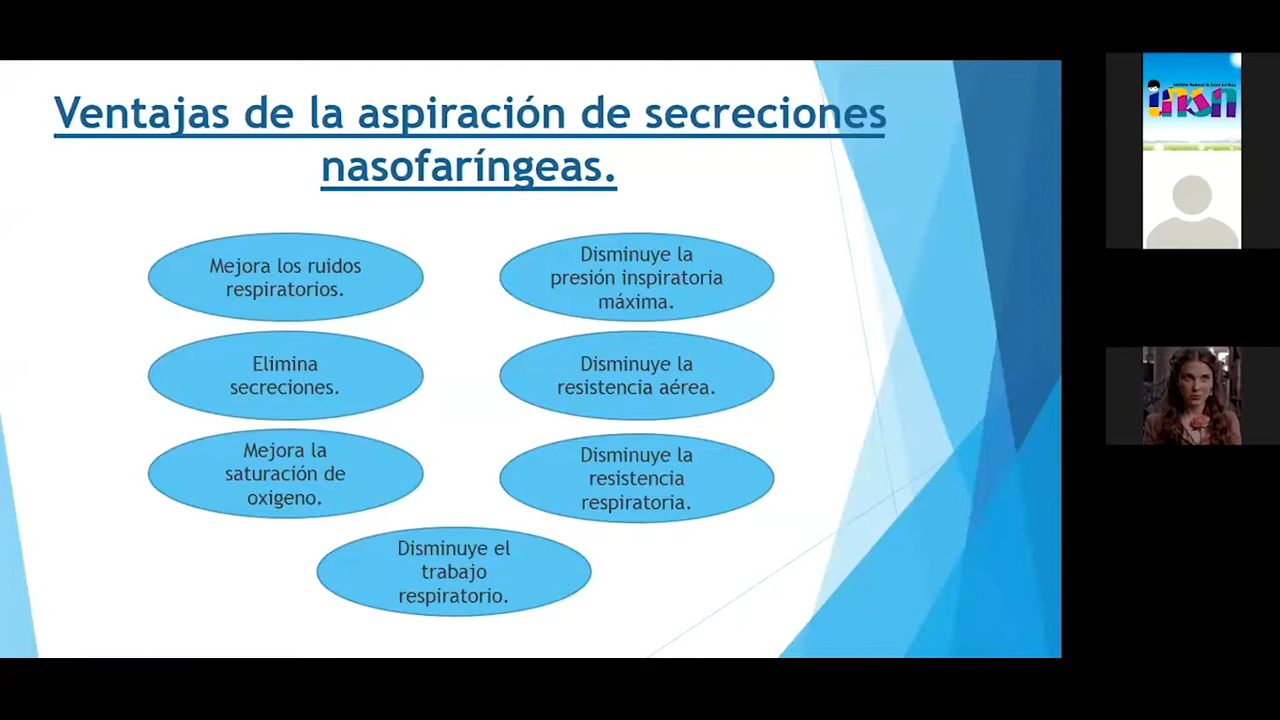 Ventajas de la aspiración de secreciones
nasofaríngeas.
Mejora los ruidos
respiratorios.
Disminuye la
presión inspiratoria
máxima.
Elimina
secreciones.
Disminuye la
resistencia aérea.
Mejora la
saturación de
oxigeno.
Disminuye la
resistencia
respiratoria.
Disminuye el
trabajo
respiratorio.
insn